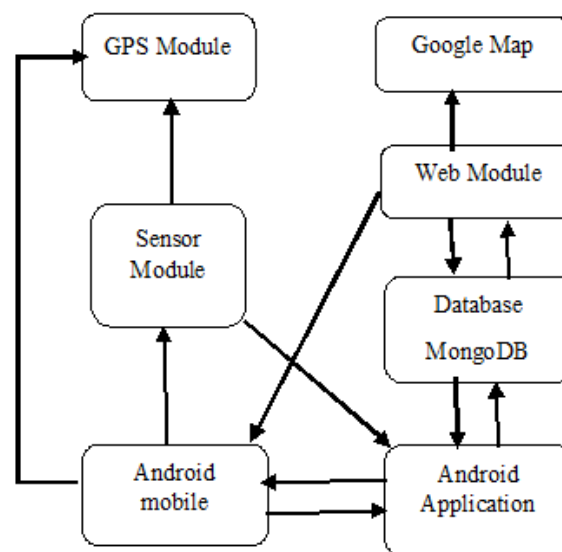 GPS Module
Google Map
Web Module
Sensor
Module
Database
MongoDB
Android
mobile
Android
Application